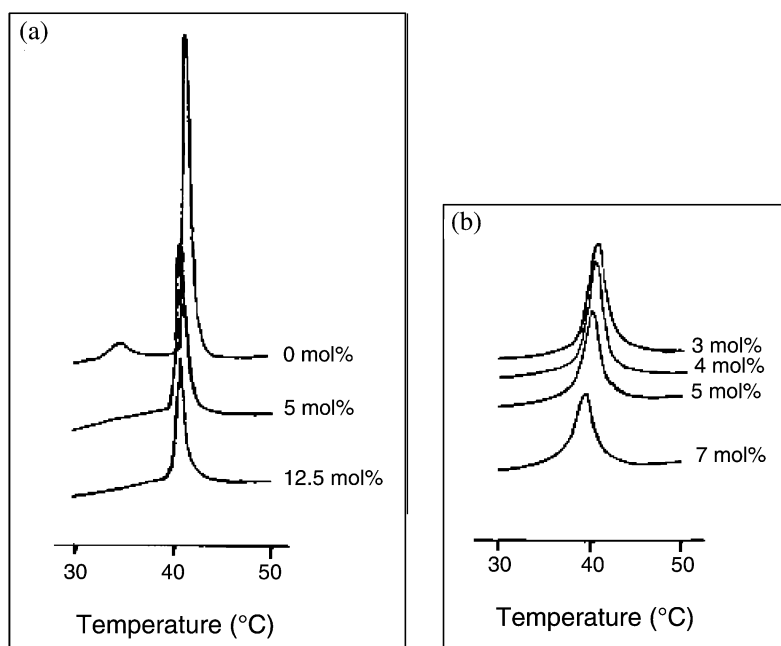 (a)
0 mol%
5 mol%
12.5 mol%
30 40 50
Temperature (°C)
(b)
3 mol%
4 mol%
5 mol%
7 mol%
30 40 50
Temperature (°C)